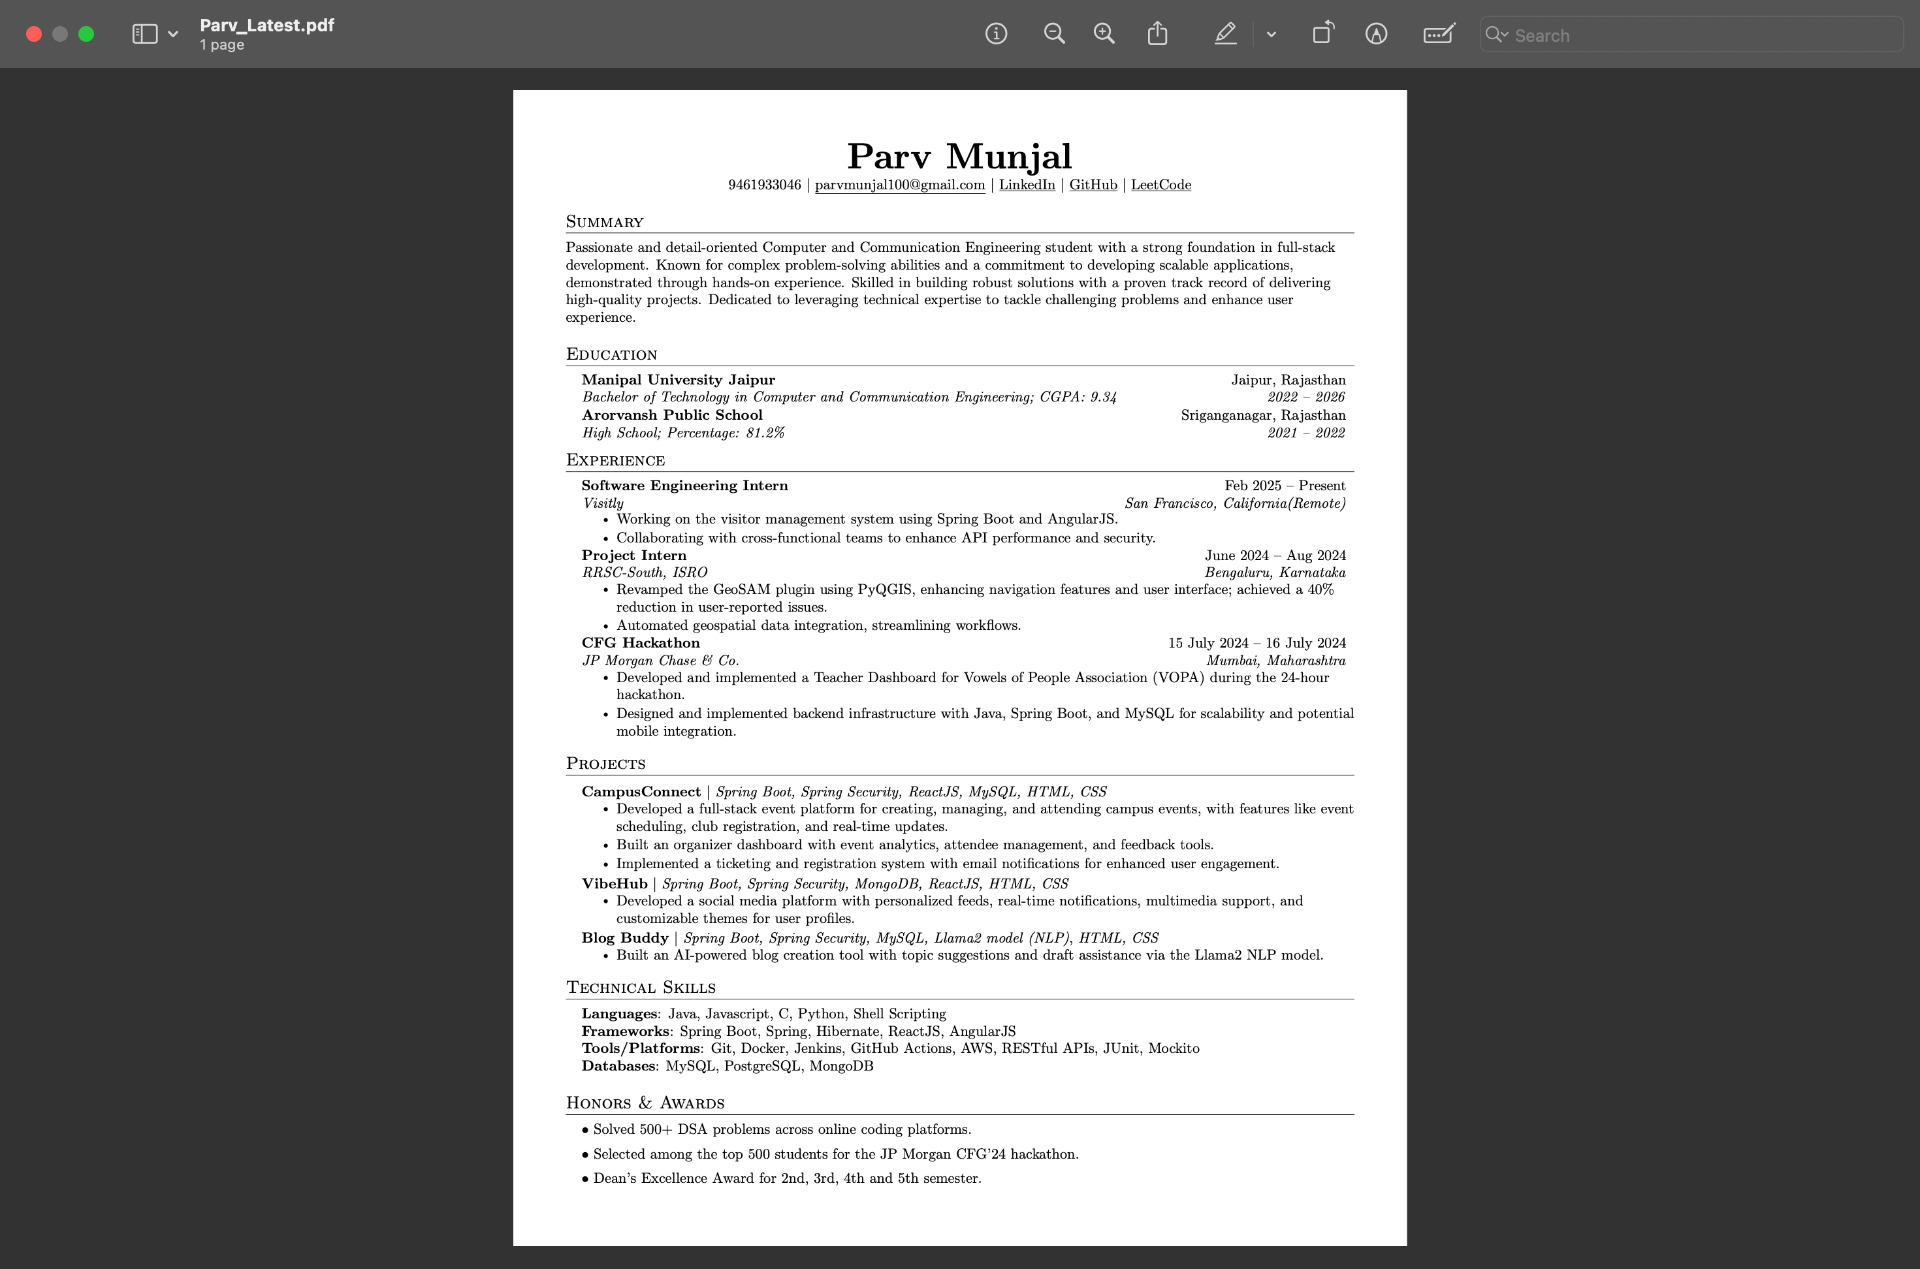 Parv_Latest.pdf
1 page
Search
Parv Munjal
9461933046 | parvmunjal100@gmail.com | LinkedIn | GitHub | LeetCode
Summary
Passionate and detail-oriented Computer and Communication Engineering student with a strong foundation in full-stack
development. Known for complex problem-solving abilities and a commitment to developing scalable applications,
demonstrated through hands-on experience. Skilled in building robust solutions with a proven track record of delivering
high-quality projects. Dedicated to leveraging technical expertise to tackle challenging problems and enhance user
experience.
Education
Manipal University Jaipur Jaipur, Rajasthan
Bachelor of Technology in Computer and Communication Engineering; CGPA: 9.34 2022 – 2026
Arorvansh Public School Sriganganagar, Rajasthan
High School; Percentage: 81.2% 2021 – 2022
Experience
Software Engineering Intern Feb 2025 – Present
Visitly San Francisco, California(Remote)
• Working on the visitor management system using Spring Boot and AngularJS.
• Collaborating with cross-functional teams to enhance API performance and security.
Project Intern June 2024 – Aug 2024
RRSC-South, ISRO Bengaluru, Karnataka
• Revamped the GeoSAM plugin using PyQGIS, enhancing navigation features and user interface; achieved a 40%
reduction in user-reported issues.
• Automated geospatial data integration, streamlining workflows.
CFG Hackathon 15 July 2024 – 16 July 2024
JP Morgan Chase & Co. Mumbai, Maharashtra
• Developed and implemented a Teacher Dashboard for Vowels of People Association (VOPA) during the 24-hour
hackathon.
• Designed and implemented backend infrastructure with Java, Spring Boot, and MySQL for scalability and potential
mobile integration.
Projects
CampusConnect | Spring Boot, Spring Security, ReactJS, MySQL, HTML, CSS
• Developed a full-stack event platform for creating, managing, and attending campus events, with features like event
scheduling, club registration, and real-time updates.
• Built an organizer dashboard with event analytics, attendee management, and feedback tools.
• Implemented a ticketing and registration system with email notifications for enhanced user engagement.
VibeHub | Spring Boot, Spring Security, MongoDB, ReactJS, HTML, CSS
• Developed a social media platform with personalized feeds, real-time notifications, multimedia support, and
customizable themes for user profiles.
Blog Buddy | Spring Boot, Spring Security, MySQL, Llama2 model (NLP), HTML, CSS
• Built an AI-powered blog creation tool with topic suggestions and draft assistance via the Llama2 NLP model.
Technical Skills
Languages: Java, Javascript, C, Python, Shell Scripting
Frameworks: Spring Boot, Spring, Hibernate, ReactJS, AngularJS
Tools/Platforms: Git, Docker, Jenkins, GitHub Actions, AWS, RESTful APIs, JUnit, Mockito
Databases: MySQL, PostgreSQL, MongoDB
Honors & Awards
• Solved 500+ DSA problems across online coding platforms.
• Selected among the top 500 students for the JP Morgan CFG'24 hackathon.
• Dean's Excellence Award for 2nd, 3rd, 4th and 5th semester.